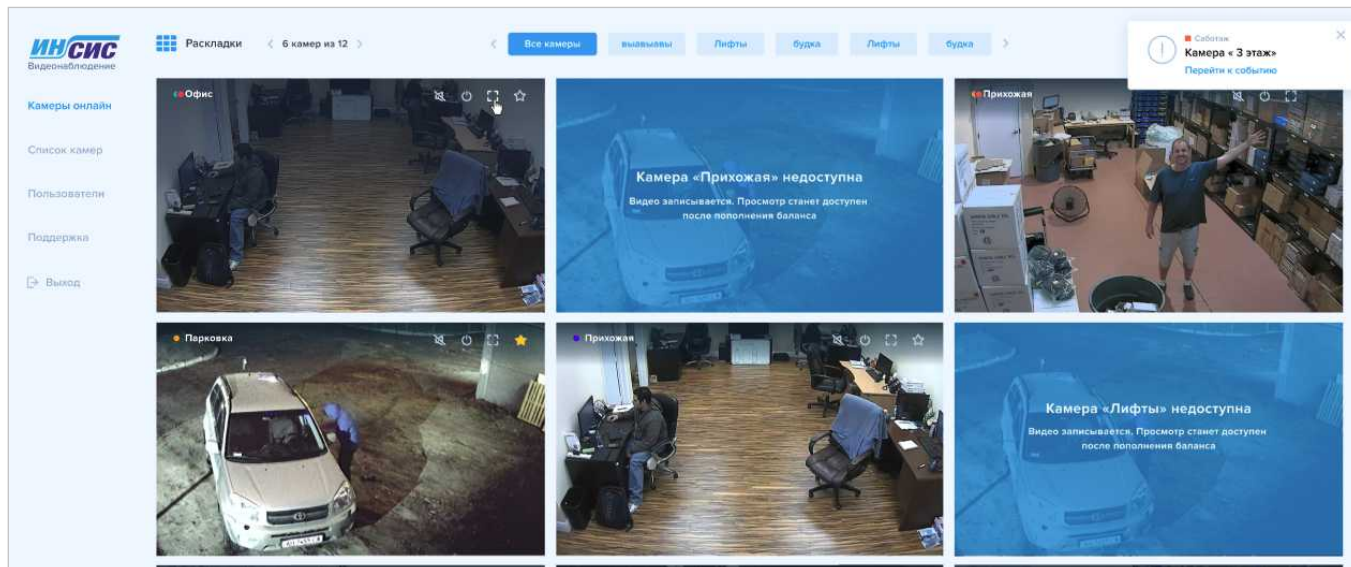 ИНСИС
Видеонаблюдение
Раскладки
6 камер из 12
Все камеры
выавыавы
Лифты
будка
Лифты
будка
Саботаж
Камера « 3 этаж»
Перейти к событию
Камеры онлайн
Список камер
Пользователи
Поддержка
Выход
Офис
Камера «Прихожая» недоступна
Видео записывается. Просмотр станет доступен
после пополнения баланса
Прихожая
Парковка
Прихожая
Камера «Лифты» недоступна
Видео записывается. Просмотр станет доступен
после пополнения баланса